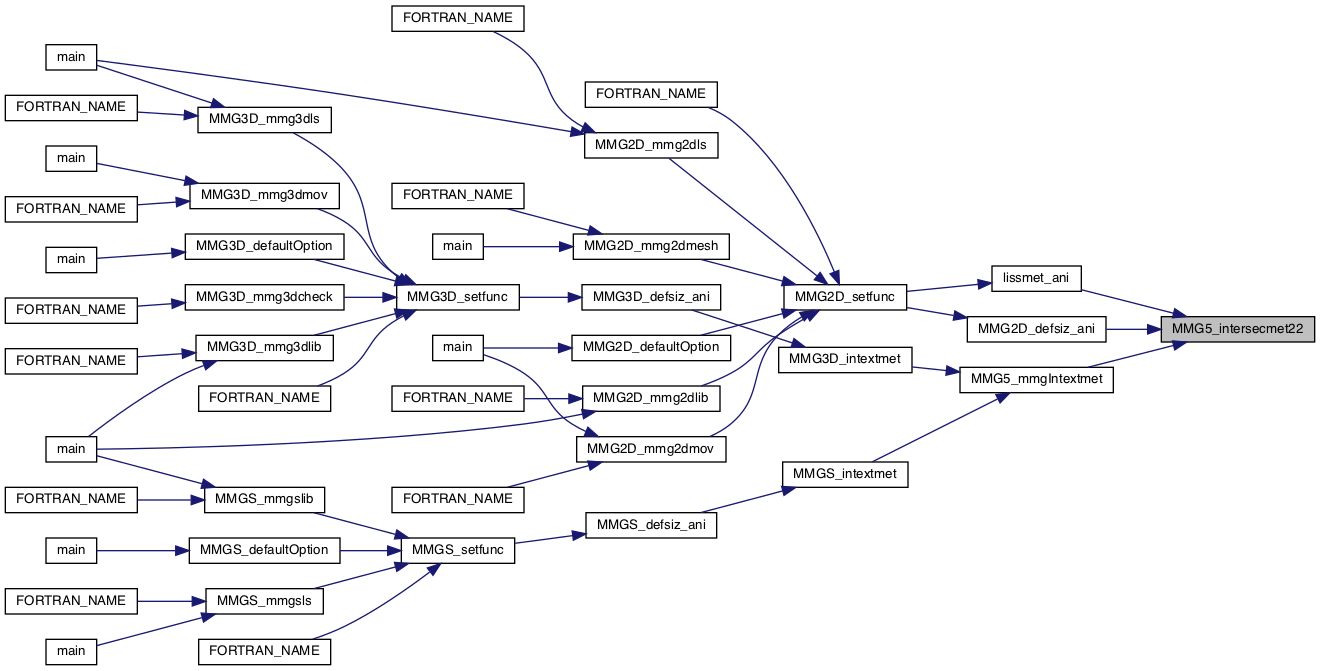 FORTRAN_NAME
main
FORTRAN_NAME
FORTRAN_NAME
MMG3D_mmg3dls
MMG2D_mmg2dls
main
MMG3D_mmg3dmov
FORTRAN_NAME
FORTRAN_NAME
MMG3D_defaultOption
main
MMG2D_mmg2dmesh
main
lissmet_ani
MMG3D_mmg3dcheck
MMG3D_setfunc
MMG3D_defsiz_ani
MMG2D_setfunc
FORTRAN_NAME
MMG2D_defsiz_ani
MMG5_intersecmet22
MMG3D_mmg3dlib
main
MMG2D_defaultOption
FORTRAN_NAME
MMG3D_intextmet
MMG5_mmgIntextmet
FORTRAN_NAME
FORTRAN_NAME
MMG2D_mmg2dlib
main
MMG2D_mmg2dmov
MMGS_intextmet
FORTRAN_NAME
MMGS_mmgslib
FORTRAN_NAME
MMGS_defsiz_ani
main
MMGS_defaultOption
MMGS_setfunc
FORTRAN_NAME
MMGS_mmgsls
main
FORTRAN_NAME